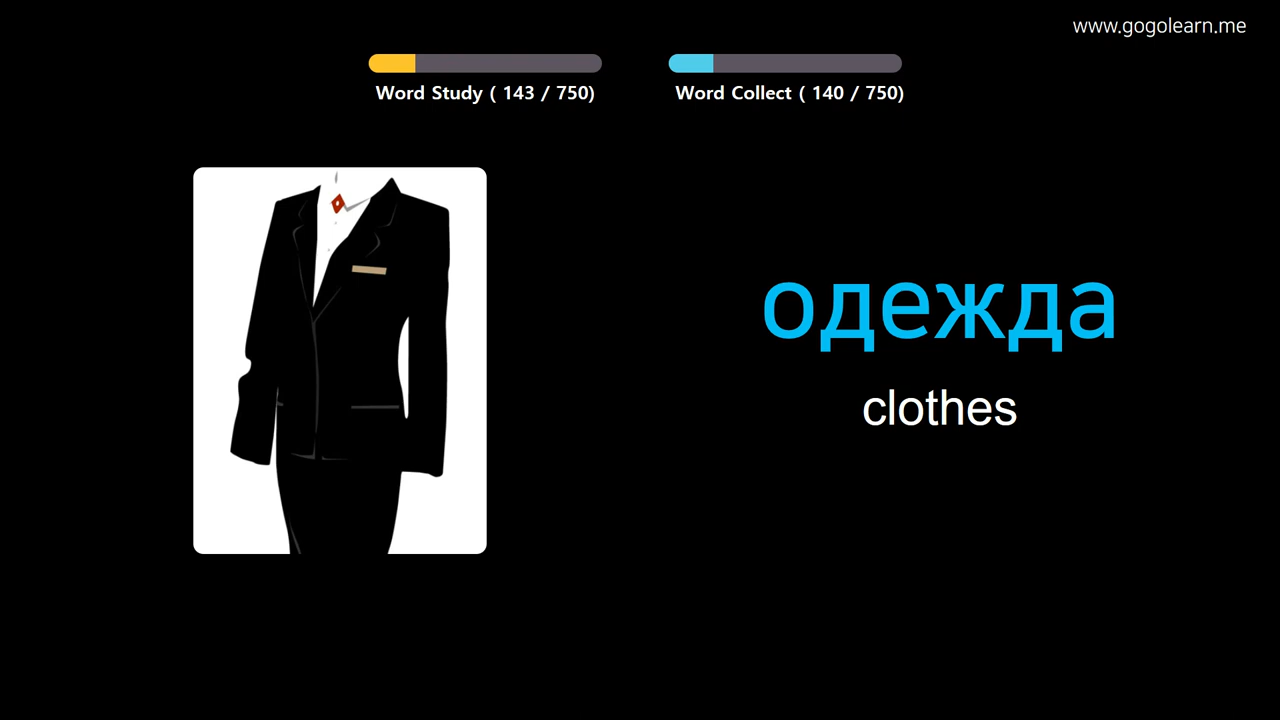 www.gogolearn.me
Word Study ( 143 / 750)
Word Collect ( 140 / 750)
одежда
clothes